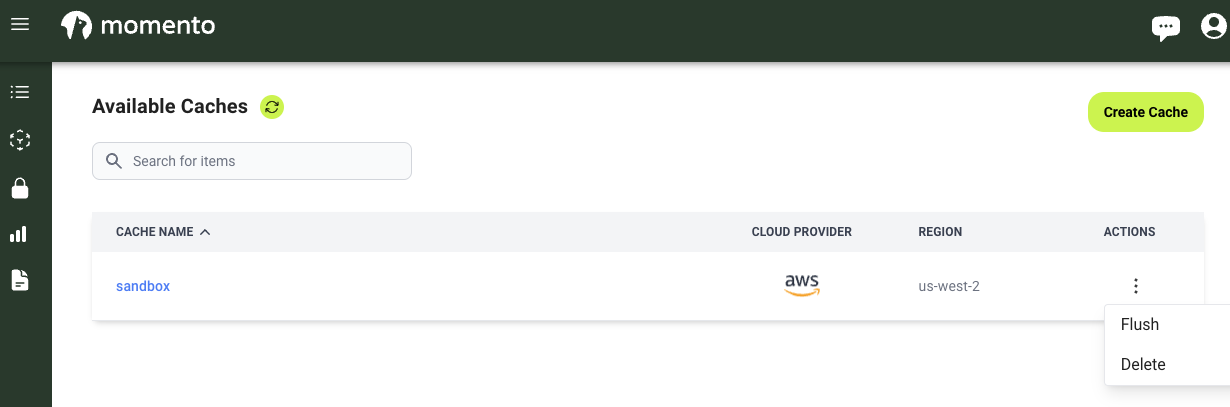 momento
Available Caches
Create Cache
Search for items
CACHE NAME CLOUD PROVIDER REGION ACTIONS
sandbox aws us-west-2
Flush
Delete